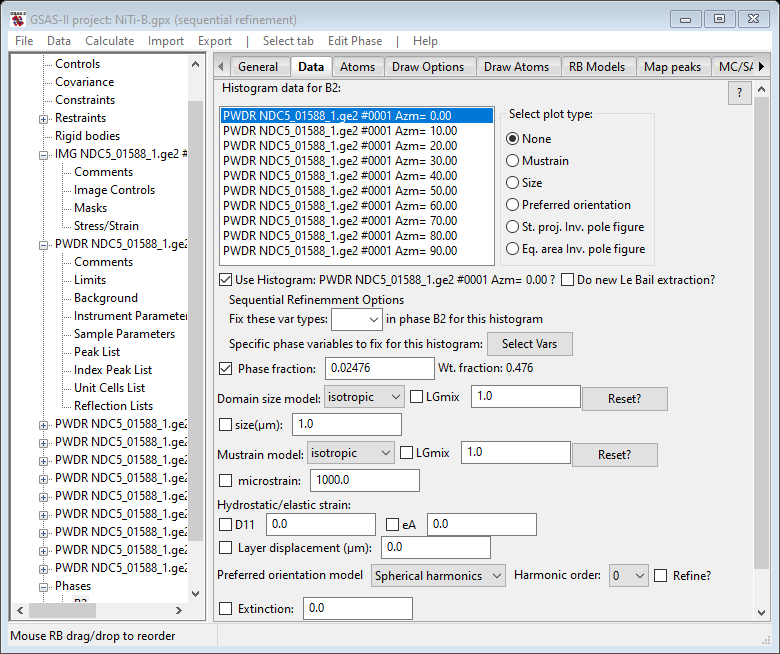 GSAS-II project: NiTi-B.gpx (sequential refinement)
File Data Calculate Import Export | Select tab Edit Phase | Help
Controls
Covariance
Constraints
Restraints
Rigid bodies
IMG NDC5_01588_1.ge2 #
Comments
Image Controls
Masks
Stress/Strain
PWDR NDC5_01588_1.ge2
Comments
Limits
Background
Instrument Parameter
Sample Parameters
Peak List
Index Peak List
Unit Cells List
Reflection Lists
PWDR NDC5_01588_1.ge2
PWDR NDC5_01588_1.ge2
PWDR NDC5_01588_1.ge2
PWDR NDC5_01588_1.ge2
PWDR NDC5_01588_1.ge2
PWDR NDC5_01588_1.ge2
PWDR NDC5_01588_1.ge2
PWDR NDC5_01588_1.ge2
PWDR NDC5_01588_1.ge2
Phases
B2
General Data Atoms Draw Options Draw Atoms RB Models Map peaks MC/SA
Histogram data for B2:
?
PWDR NDC5_01588_1.ge2 #0001 Azm= 0.00
PWDR NDC5_01588_1.ge2 #0001 Azm= 10.00
PWDR NDC5_01588_1.ge2 #0001 Azm= 20.00
PWDR NDC5_01588_1.ge2 #0001 Azm= 30.00
PWDR NDC5_01588_1.ge2 #0001 Azm= 40.00
PWDR NDC5_01588_1.ge2 #0001 Azm= 50.00
PWDR NDC5_01588_1.ge2 #0001 Azm= 60.00
PWDR NDC5_01588_1.ge2 #0001 Azm= 70.00
PWDR NDC5_01588_1.ge2 #0001 Azm= 80.00
PWDR NDC5_01588_1.ge2 #0001 Azm= 90.00
Select plot type:
None
Mustrain
Size
Preferred orientation
St. proj. Inv. pole figure
Eq. area Inv. pole figure
Use Histogram: PWDR NDC5_01588_1.ge2 #0001 Azm= 0.00 ? Do new Le Bail extraction?
Sequential Refinemment Options
Fix these var types: in phase B2 for this histogram
Specific phase variables to fix for this histogram: Select Vars
Phase fraction: 0.02476 Wt. fraction: 0.476
Domain size model: isotropic LGmix 1.0 Reset?
size(μm): 1.0
Mustrain model: isotropic LGmix 1.0 Reset?
microstrain: 1000.0
Hydrostatic/elastic strain:
D11 0.0 eA 0.0
Layer displacement (μm): 0.0
Preferred orientation model Spherical harmonics Harmonic order: 0 Refine?
Extinction: 0.0
Mouse RB drag/drop to reorder